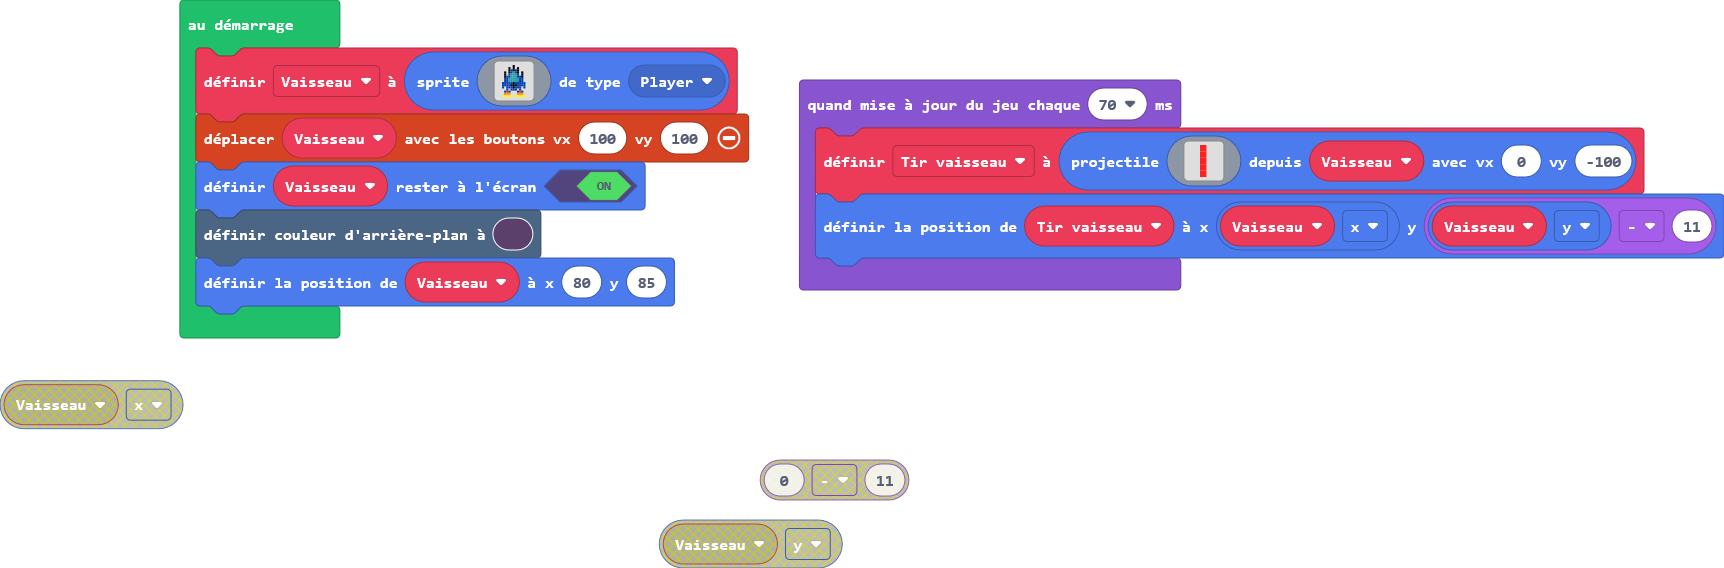 au démarrage
définir Vaisseau à sprite de type Player
déplacer Vaisseau avec les boutons vx 100 vy 100
définir Vaisseau rester à l'écran ON
définir couleur d'arrière-plan à
définir la position de Vaisseau à x 80 y 85
quand mise à jour du jeu chaque 70 ms
définir Tir vaisseau à projectile depuis Vaisseau avec vx 0 vy -100
définir la position de Tir vaisseau à x Vaisseau x y Vaisseau y - 11
Vaisseau x
0 - 11
Vaisseau y